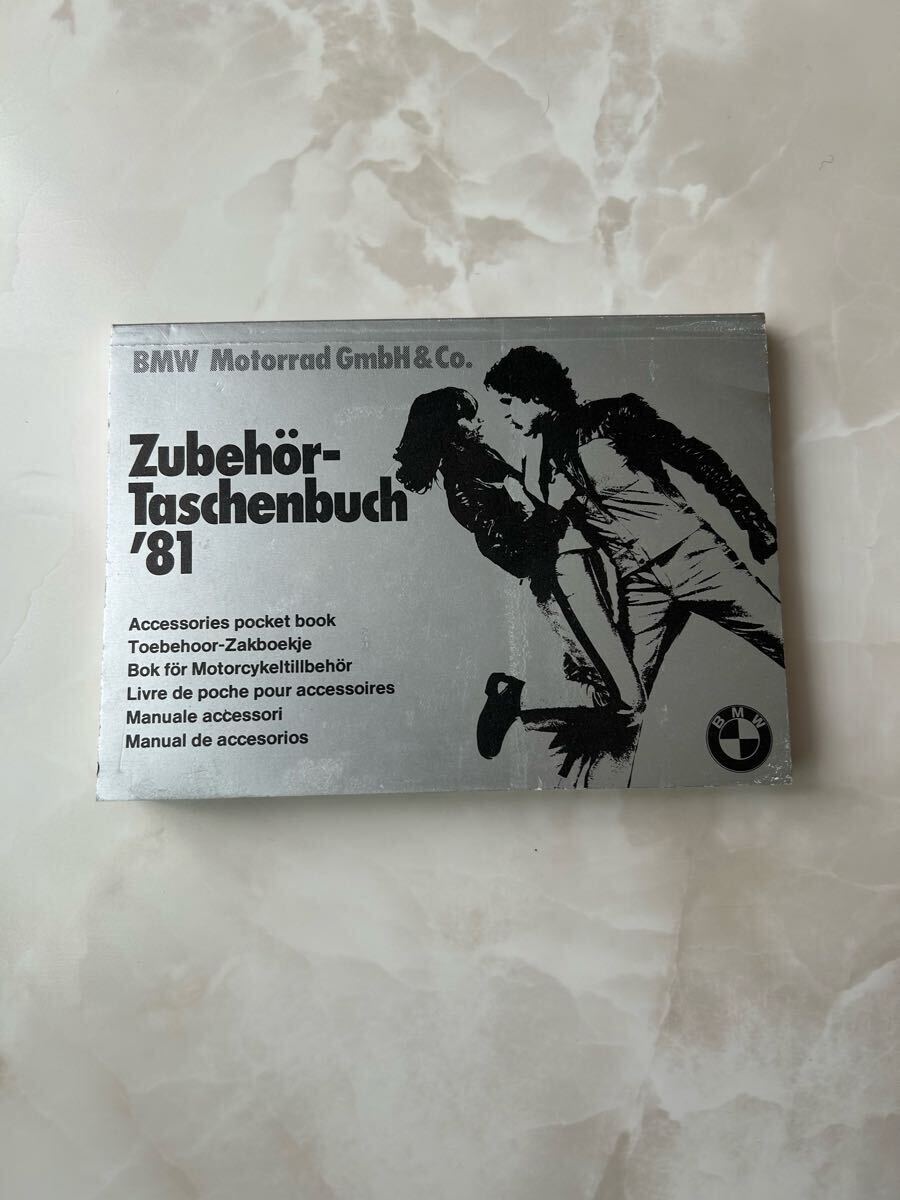 BMW Motorrad GmbH & Co.
Zubehör-
Taschenbuch
'81
Accessories pocket book
Toebehoor-Zakboekje
Bok för Motorcykeltillbehör
Livre de poche pour accessoires
Manuale accessori
Manual de accesorios
BMW